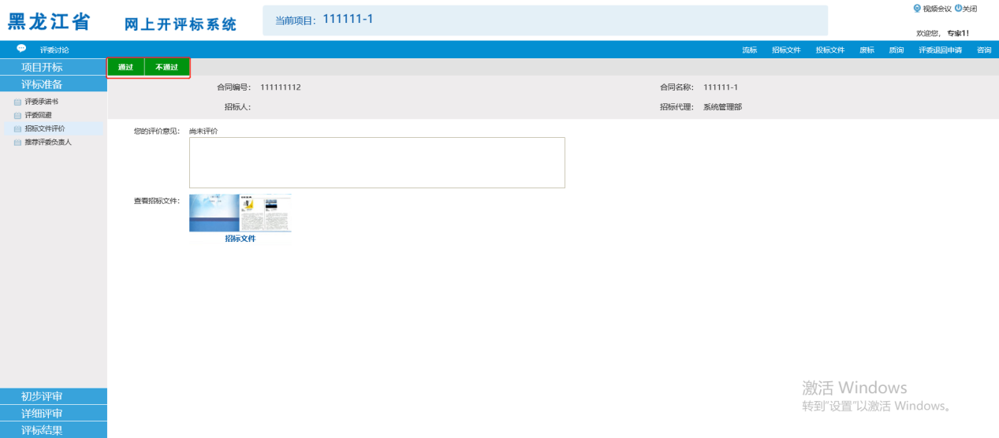 黑龙江省 网上开评标系统 当前项目： 111111-1 视频会议 关闭
欢迎您， 专家1!
评委讨论 流标 招标文件 投标文件 废标 质询 评委退回申请 咨询
项目开标 通过 不通过
评标准备 合同编号： 111111112 合同名称： 111111-1
评委承诺书 招标人： 招标代理： 系统管理部
评委回避
招标文件评价 您的评价意见： 尚未评价
推荐评委负责人
查看招标文件：
招标文件
激活 Windows
转到"设置"以激活 Windows。
初步评审
详细评审
评标结果